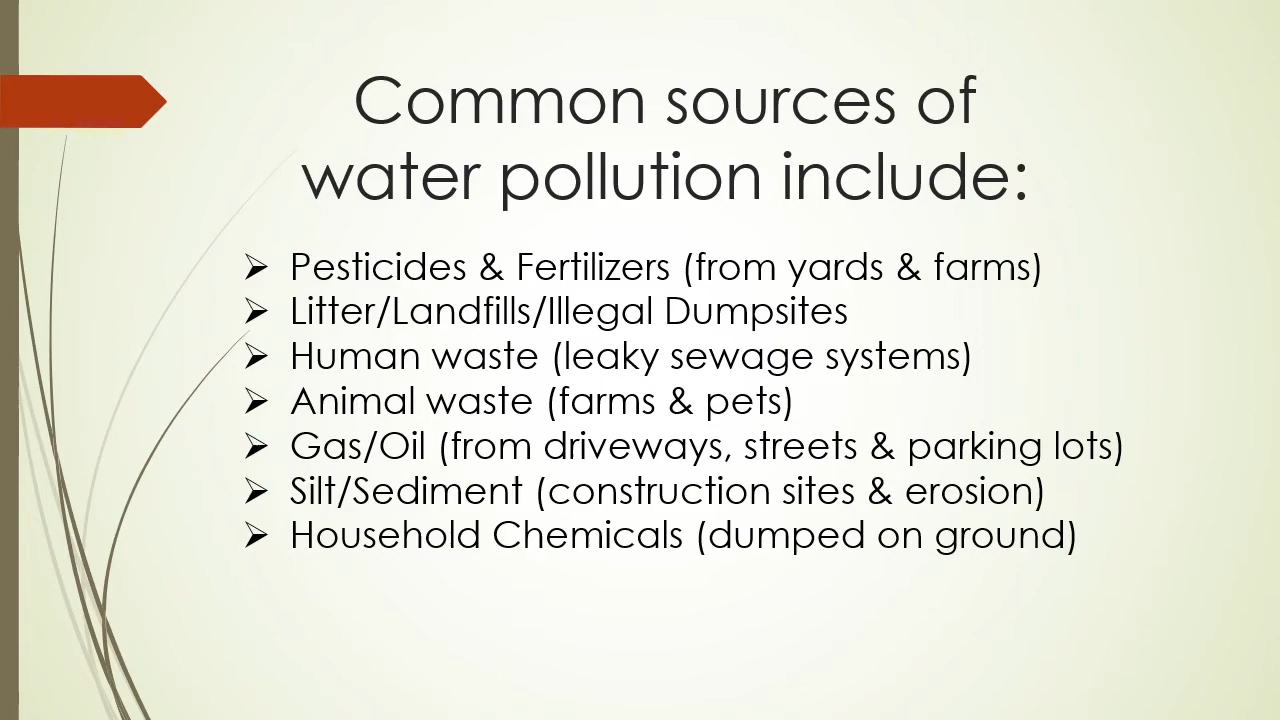 Common sources of
water pollution include:
➢ Pesticides & Fertilizers (from yards & farms)
➢ Litter/Landfills/Illegal Dumpsites
➢ Human waste (leaky sewage systems)
➢ Animal waste (farms & pets)
➢ Gas/Oil (from driveways, streets & parking lots)
➢ Silt/Sediment (construction sites & erosion)
➢ Household Chemicals (dumped on ground)